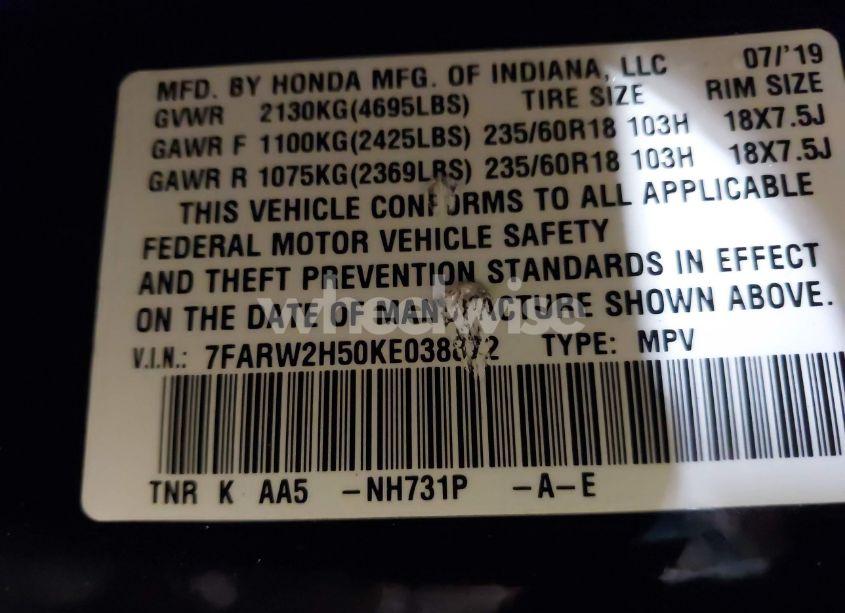 MFD. BY HONDA MFG. OF INDIANA, LLC 07/'19
GVWR 2130KG(4695LBS) TIRE SIZE RIM SIZE
GAWR F 1100KG(2425LBS) 235/60R18 103H 18X7.5J
GAWR R 1075KG(2369LBS) 235/60R18 103H 18X7.5J
THIS VEHICLE CONFORMS TO ALL APPLICABLE
FEDERAL MOTOR VEHICLE SAFETY
AND THEFT PREVENTION STANDARDS IN EFFECT
ON THE DATE OF MANUFACTURE SHOWN ABOVE.
wheelwise
V.I.N.: TYPE: MPV
TNR K AA5 -NH731P -A-E